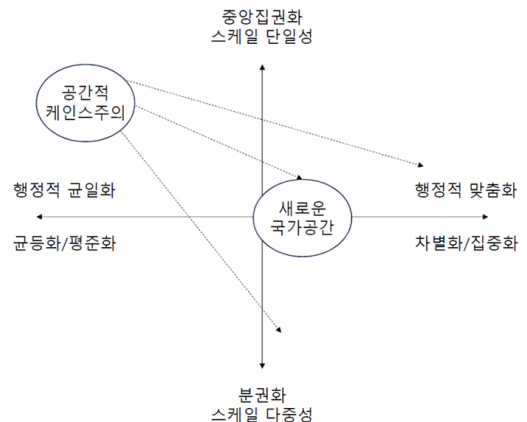 중앙집권화
스케일 단일성
공간적
케인스주의
행정적 균일화
행정적 맞춤화
새로운
국가공간
균등화/평준화
차별화/집중화
분권화
스케일 다중성